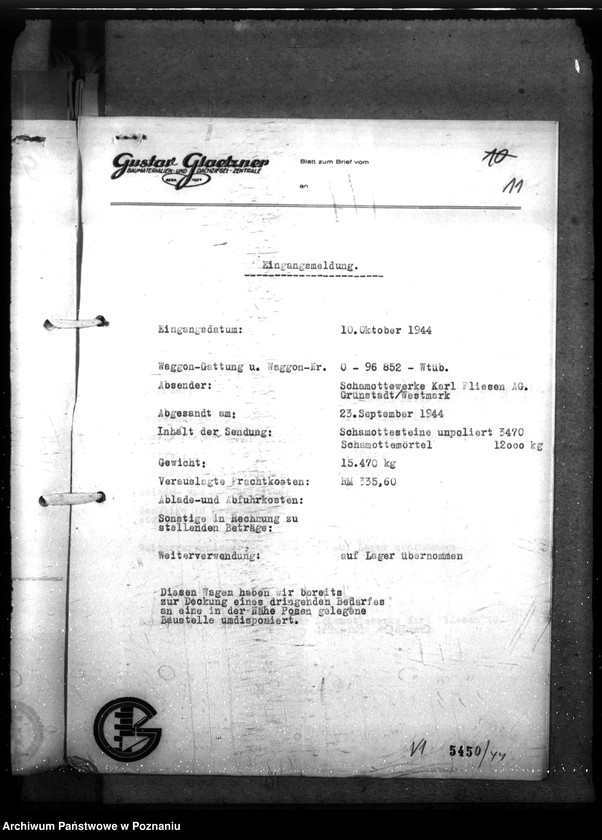 Gustav Glaetzner
BAUMATERIALIEN-UND DACHZIEGEL-ZENTRALE
Blatt zum Brief vom
an
10
11
Eingangsmeldung.
Eingangsdatum: 10.Oktober 1944
Waggon-Gattung u. Waggon-Nr. O - 96 852 - Wtüb.
Absender: Schamottewerke Karl Fliesen AG.
Grünstadt/Westmark
Abgesandt am: 23.September 1944
Inhalt der Sendung: Schamottesteine unpoliert 3470
Schamottemörtel 12ooo kg
Gewicht: 15.470 kg
Verauslagte Frachtkosten: RM 335,60
Ablade-und Abfuhrkosten:
Sonstige in Rechnung zu
stellenden Beträge:
Weiterverwendung: auf Lager übernommen
Diesen Wagen haben wir bereits
zur Deckung eines dringenden Bedarfes
an eine in der Nähe Posen gelegene
Baustelle umdisponiert.
VI 5450/44
Archiwum Państwowe w Poznaniu